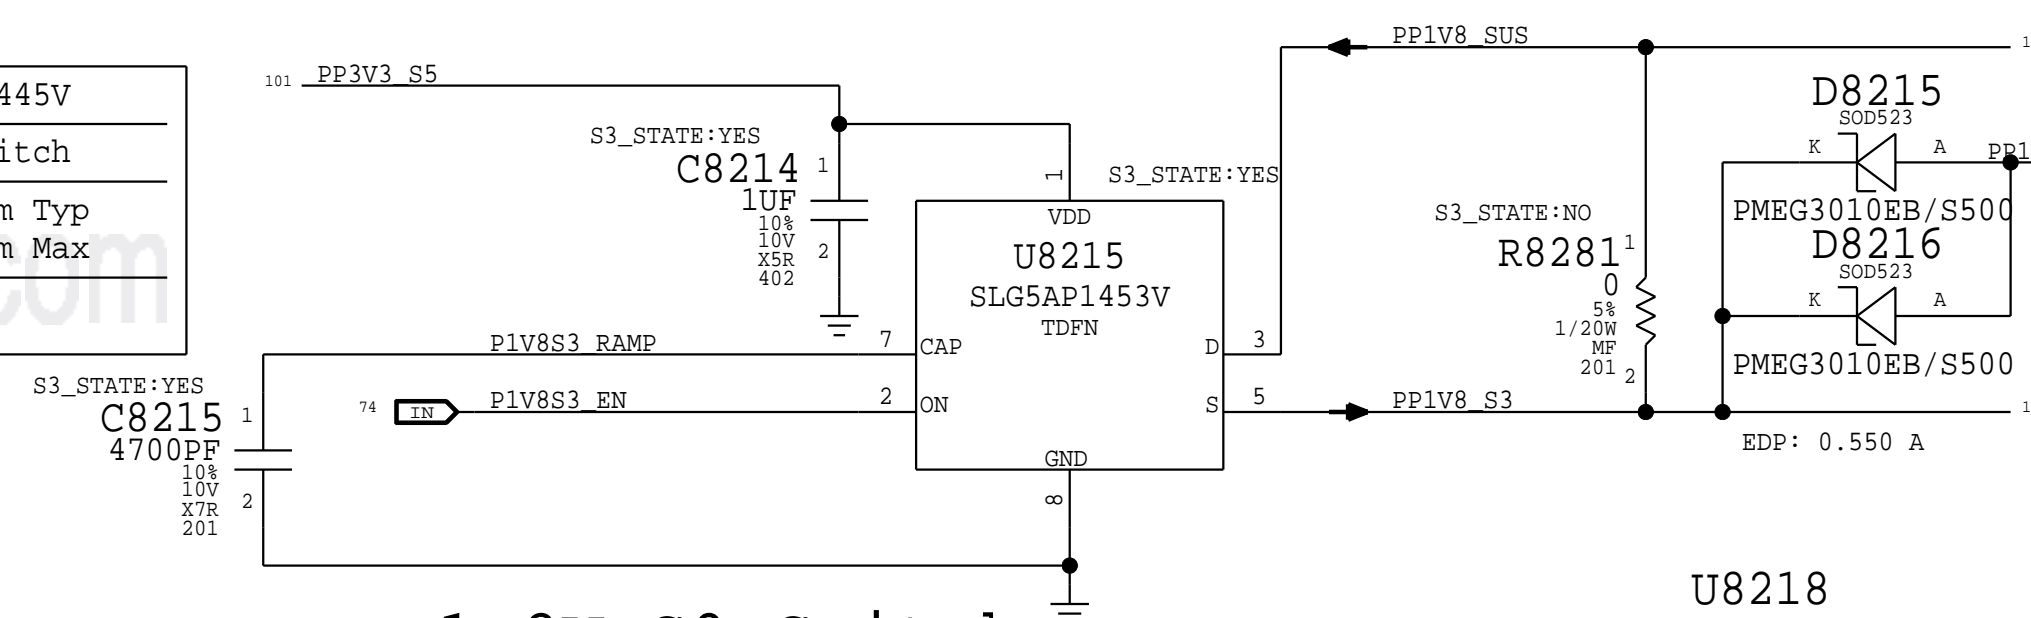 445V
itch
m Typ
m Max
com
101 PP3V3_S5
S3_STATE:YES
C8214
1UF
10%
10V
X5R
402
1
2
S3_STATE:YES
1
VDD
U8215
SLG5AP1453V
TDFN
7 CAP
2 ON
D 3
S 5
GND
8
P1V8S3_RAMP
74 IN P1V8S3_EN
S3_STATE:YES
C8215
4700PF
10%
10V
X7R
201
1
2
PP1V8_SUS
1
S3_STATE:NO
R8281
0
5%
1/20W
MF
201
1
2
D8215
SOD523
K A
PP1
PMEG3010EB/S500
D8216
SOD523
K A
PMEG3010EB/S500
PP1V8_S3
1
EDP: 0.550 A
U8218